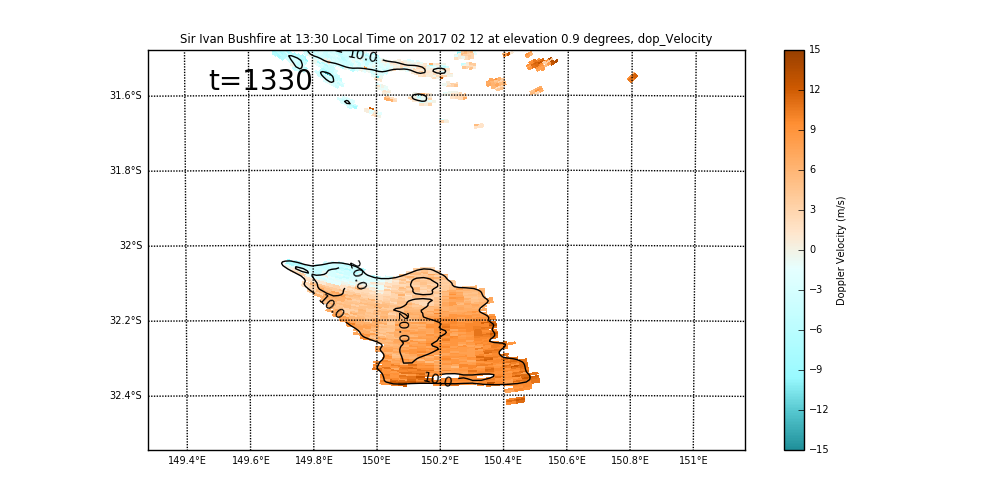 Sir Ivan Bushfire at 13:30 Local Time on 2017 02 12 at elevation 0.9 degrees, dop_Velocity
t=1330
10.0
31.6°S
31.8°S
32°S
32.2°S
32.4°S
20.0
10.0
20.0
10.0
149.4°E 149.6°E 149.8°E 150°E 150.2°E 150.4°E 150.6°E 150.8°E 151°E
15
12
9
6
3
0
−3
−6
−9
−12
−15
Doppler Velocity (m/s)